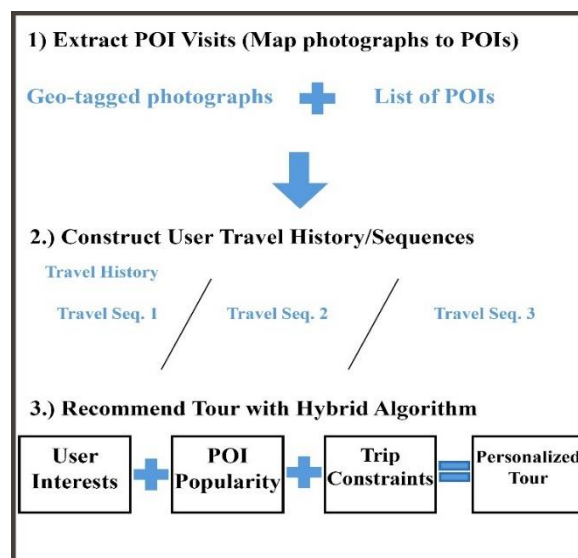 1) Extract POI Visits (Map photographs to POIs)
Geo-tagged photographs
List of POIs
2.) Construct User Travel History/Sequences
Travel History
Travel Seq. 1
Travel Seq. 2
Travel Seq. 3
3.) Recommend Tour with Hybrid Algorithm
User
Interests
POI
Popularity
Trip
Constraints
Personalized
Tour